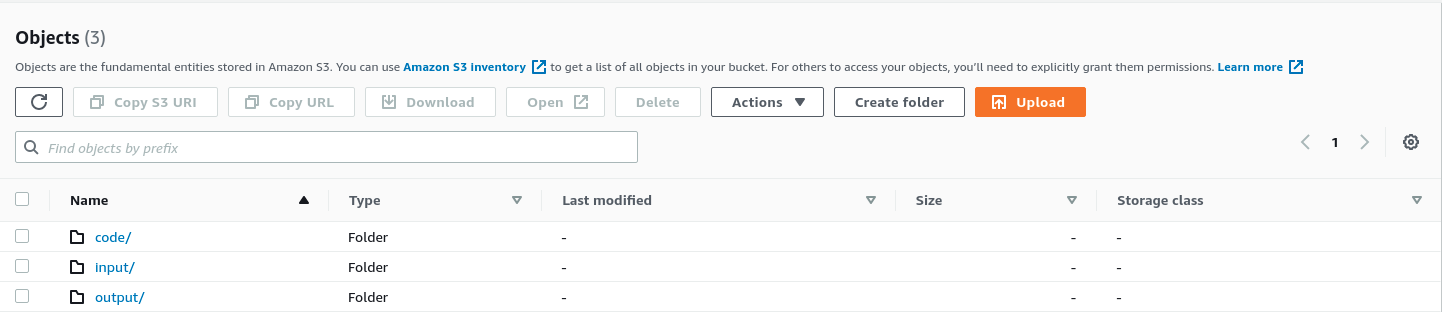 Objects (3)
Objects are the fundamental entities stored in Amazon S3. You can use Amazon S3 inventory to get a list of all objects in your bucket. For others to access your objects, you'll need to explicitly grant them permissions. Learn more
Copy S3 URI Copy URL Download Open Delete Actions Create folder Upload
Find objects by prefix 1
Name Type Last modified Size Storage class
code/ Folder - - -
input/ Folder - - -
output/ Folder - - -